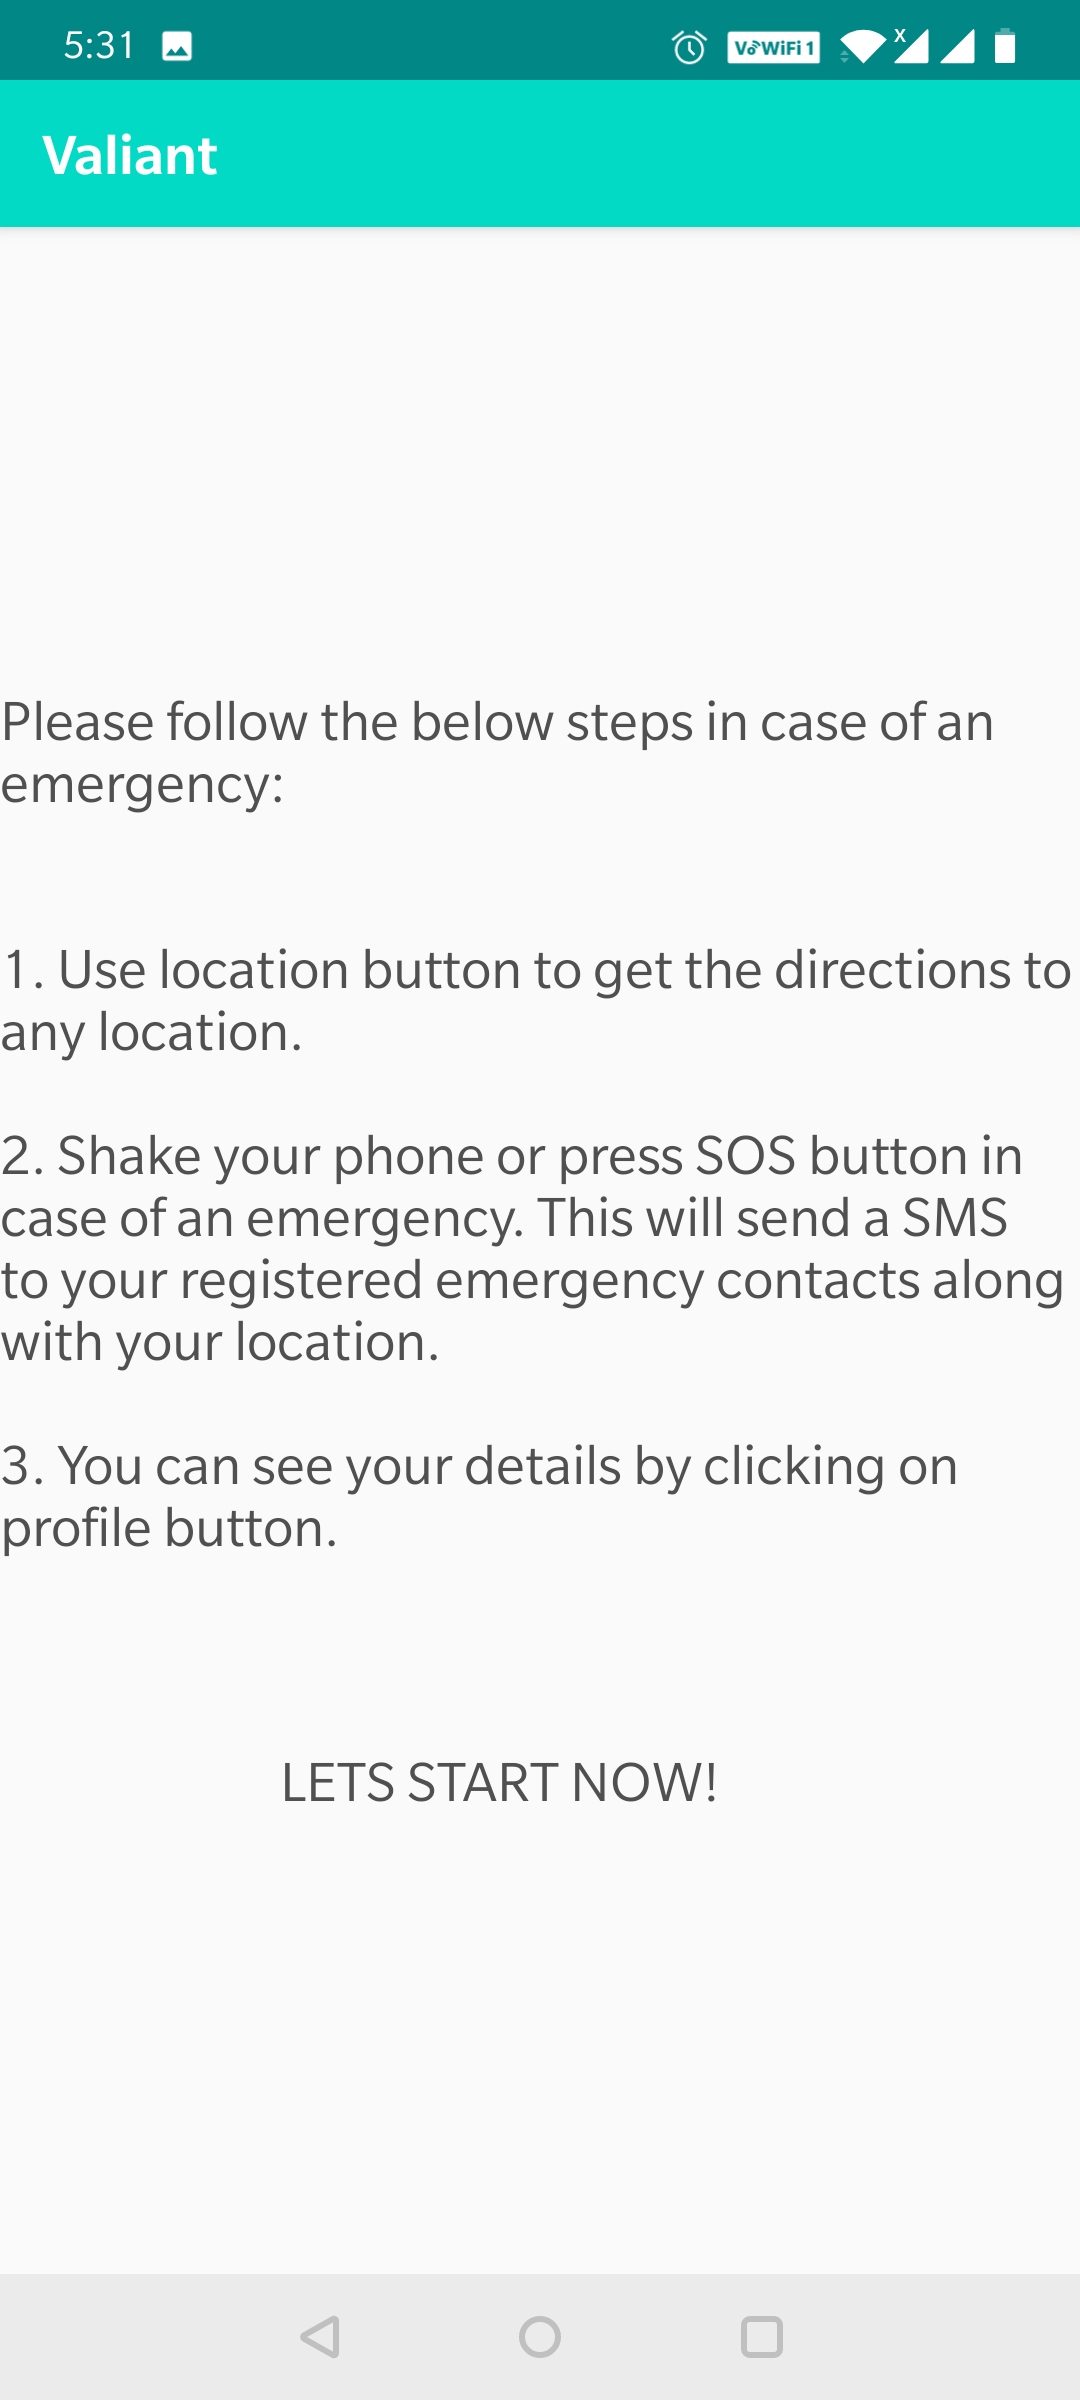 5:31
VoWiFi 1
X
Valiant
Please follow the below steps in case of an
emergency:
1. Use location button to get the directions to
any location.
2. Shake your phone or press SOS button in
case of an emergency. This will send a SMS
to your registered emergency contacts along
with your location.
3. You can see your details by clicking on
profile button.
LETS START NOW!